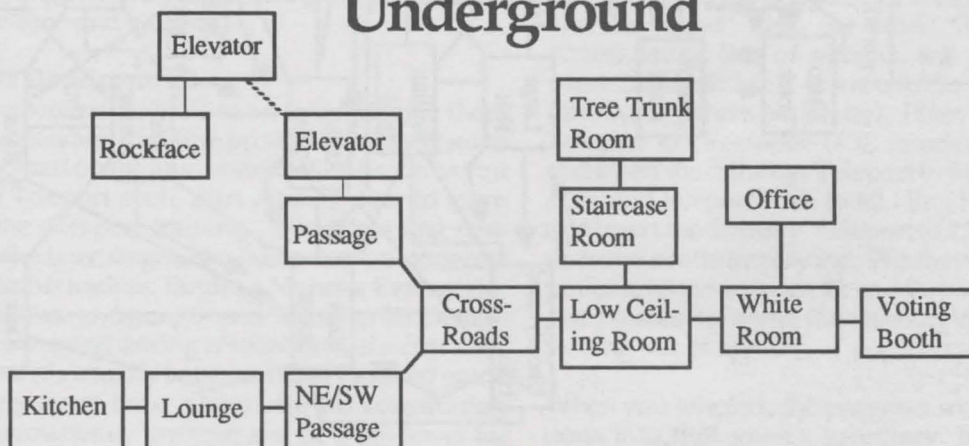 Underground
Elevator
Rockface
Elevator
Tree Trunk
Room
Passage
Staircase
Room
Office
Cross-
Roads
Low Ceil-
ing Room
White
Room
Voting
Booth
Kitchen
Lounge
NE/SW
Passage